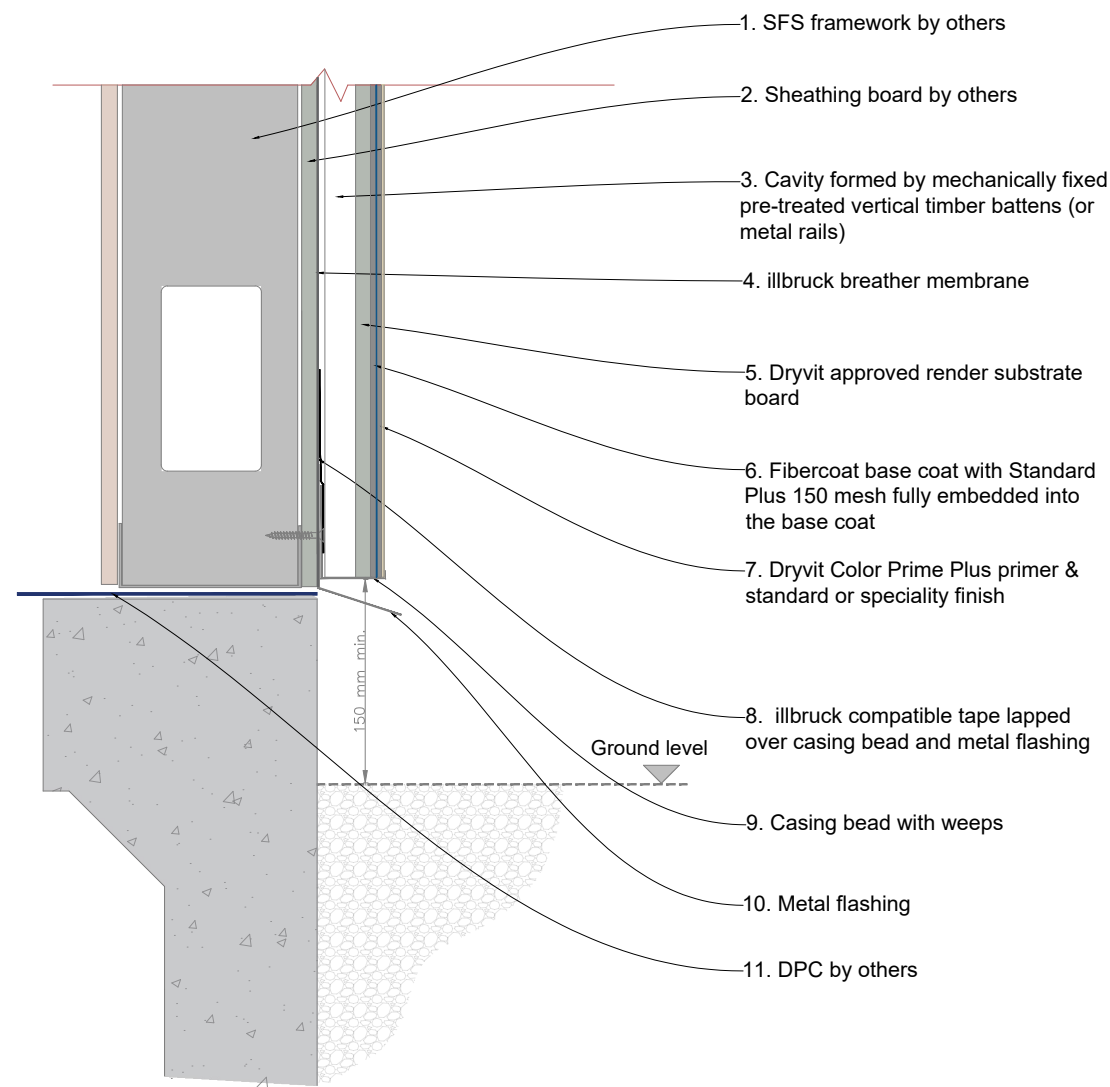 1. SFS framework by others
2. Sheathing board by others
3. Cavity formed by mechanically fixed
pre-treated vertical timber battens (or
metal rails)
4. illbruck breather membrane
5. Dryvit approved render substrate
board
6. Fibercoat base coat with Standard
Plus 150 mesh fully embedded into
the base coat
7. Dryvit Color Prime Plus primer &
standard or speciality finish
150 mm min.
8. illbruck compatible tape lapped
over casing bead and metal flashing
Ground level
9. Casing bead with weeps
10. Metal flashing
11. DPC by others